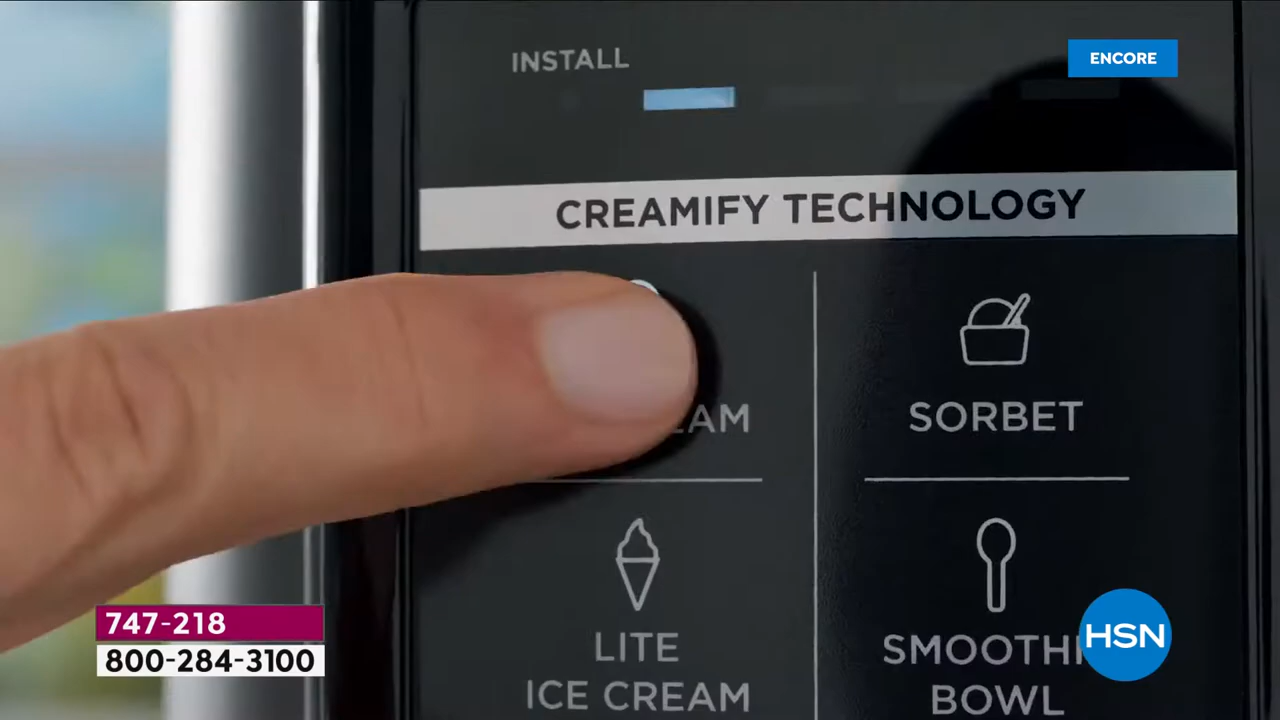 INSTALL
ENCORE
CREAMIFY TECHNOLOGY
SORBET
LITE
ICE CREAM
BOWL
747-218
800-284-3100
HSN